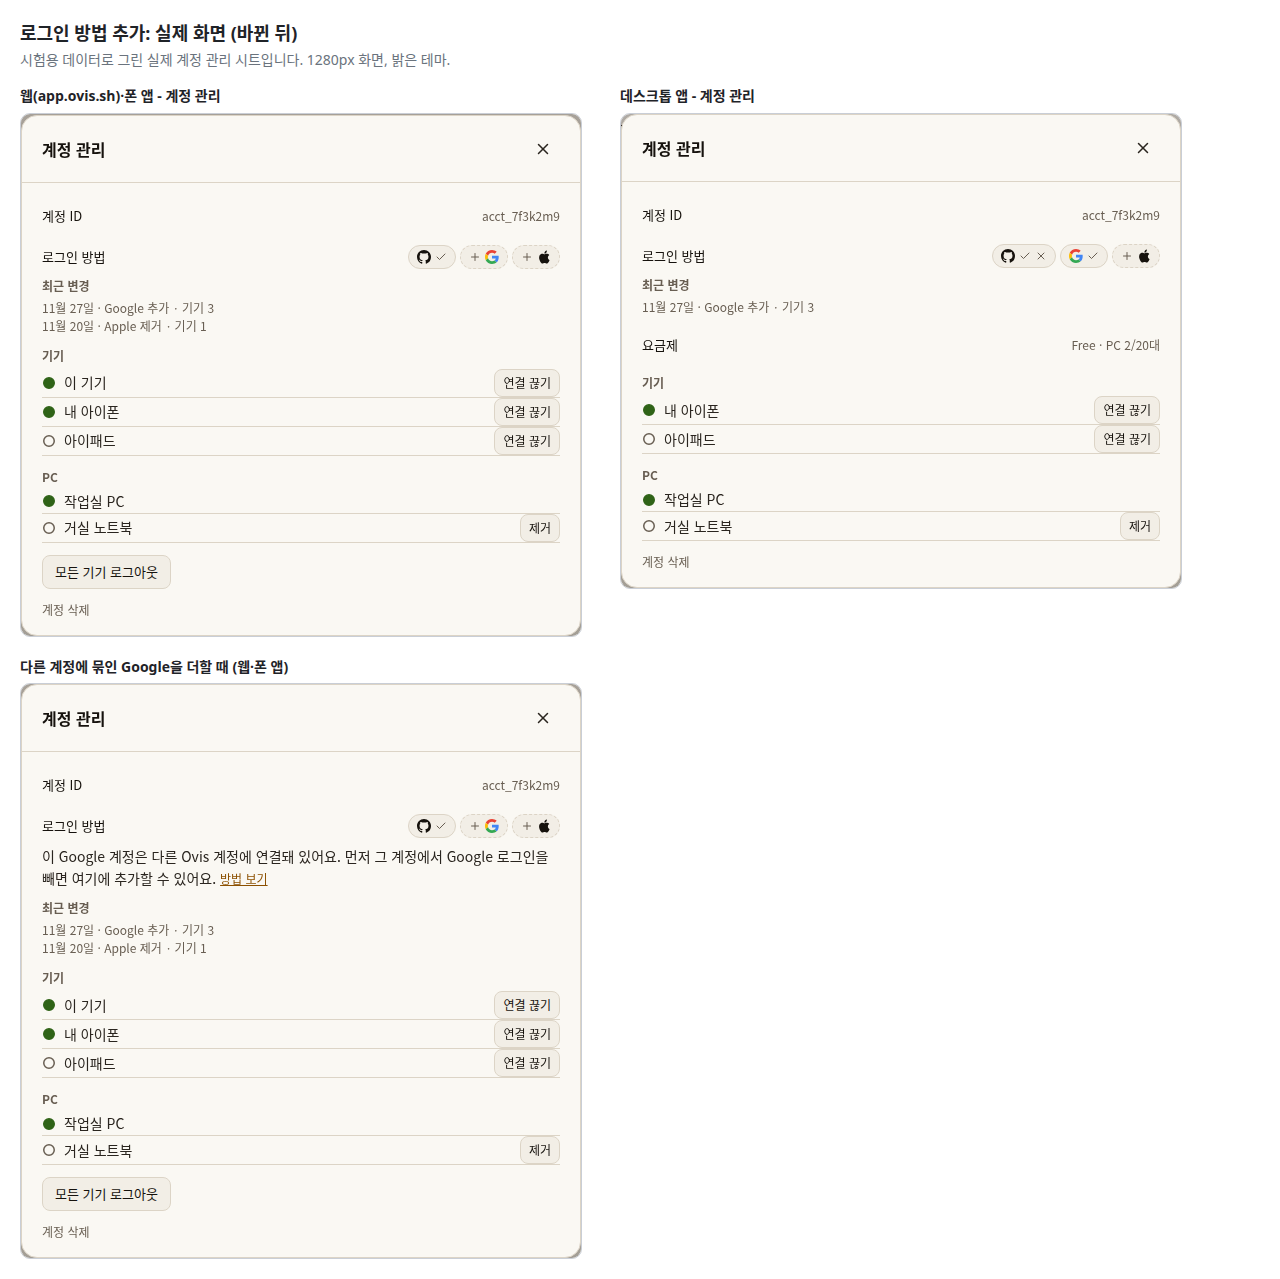 로그인 방법 추가: 실제 화면 (바뀐 뒤)
시험용 데이터로 그린 실제 계정 관리 시트입니다. 1280px 화면, 밝은 테마.
웹(app.ovis.sh)·폰 앱 - 계정 관리
계정 관리
계정 ID
acct_7f3k2m9
로그인 방법
최근 변경
11월 27일 · Google 추가 · 기기 3
11월 20일 · Apple 제거 · 기기 1
기기
이 기기
연결 끊기
내 아이폰
연결 끊기
아이패드
연결 끊기
PC
작업실 PC
거실 노트북
제거
모든 기기 로그아웃
계정 삭제
데스크톱 앱 - 계정 관리
계정 관리
계정 ID
acct_7f3k2m9
로그인 방법
최근 변경
11월 27일 · Google 추가 · 기기 3
요금제
Free · PC 2/20대
기기
내 아이폰
연결 끊기
아이패드
연결 끊기
PC
작업실 PC
거실 노트북
제거
계정 삭제
다른 계정에 묶인 Google을 더할 때 (웹·폰 앱)
계정 관리
계정 ID
acct_7f3k2m9
로그인 방법
이 Google 계정은 다른 Ovis 계정에 연결돼 있어요. 먼저 그 계정에서 Google 로그인을
빼면 여기에 추가할 수 있어요. 방법 보기
최근 변경
11월 27일 · Google 추가 · 기기 3
11월 20일 · Apple 제거 · 기기 1
기기
이 기기
연결 끊기
내 아이폰
연결 끊기
아이패드
연결 끊기
PC
작업실 PC
거실 노트북
제거
모든 기기 로그아웃
계정 삭제